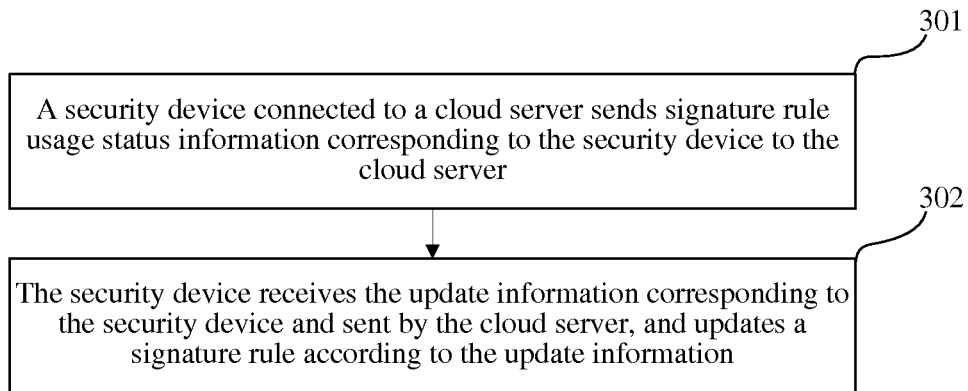 301
A security device connected to a cloud server sends signature rule
usage status information corresponding to the security device to the
cloud server
302
The security device receives the update information corresponding to
the security device and sent by the cloud server, and updates a
signature rule according to the update information